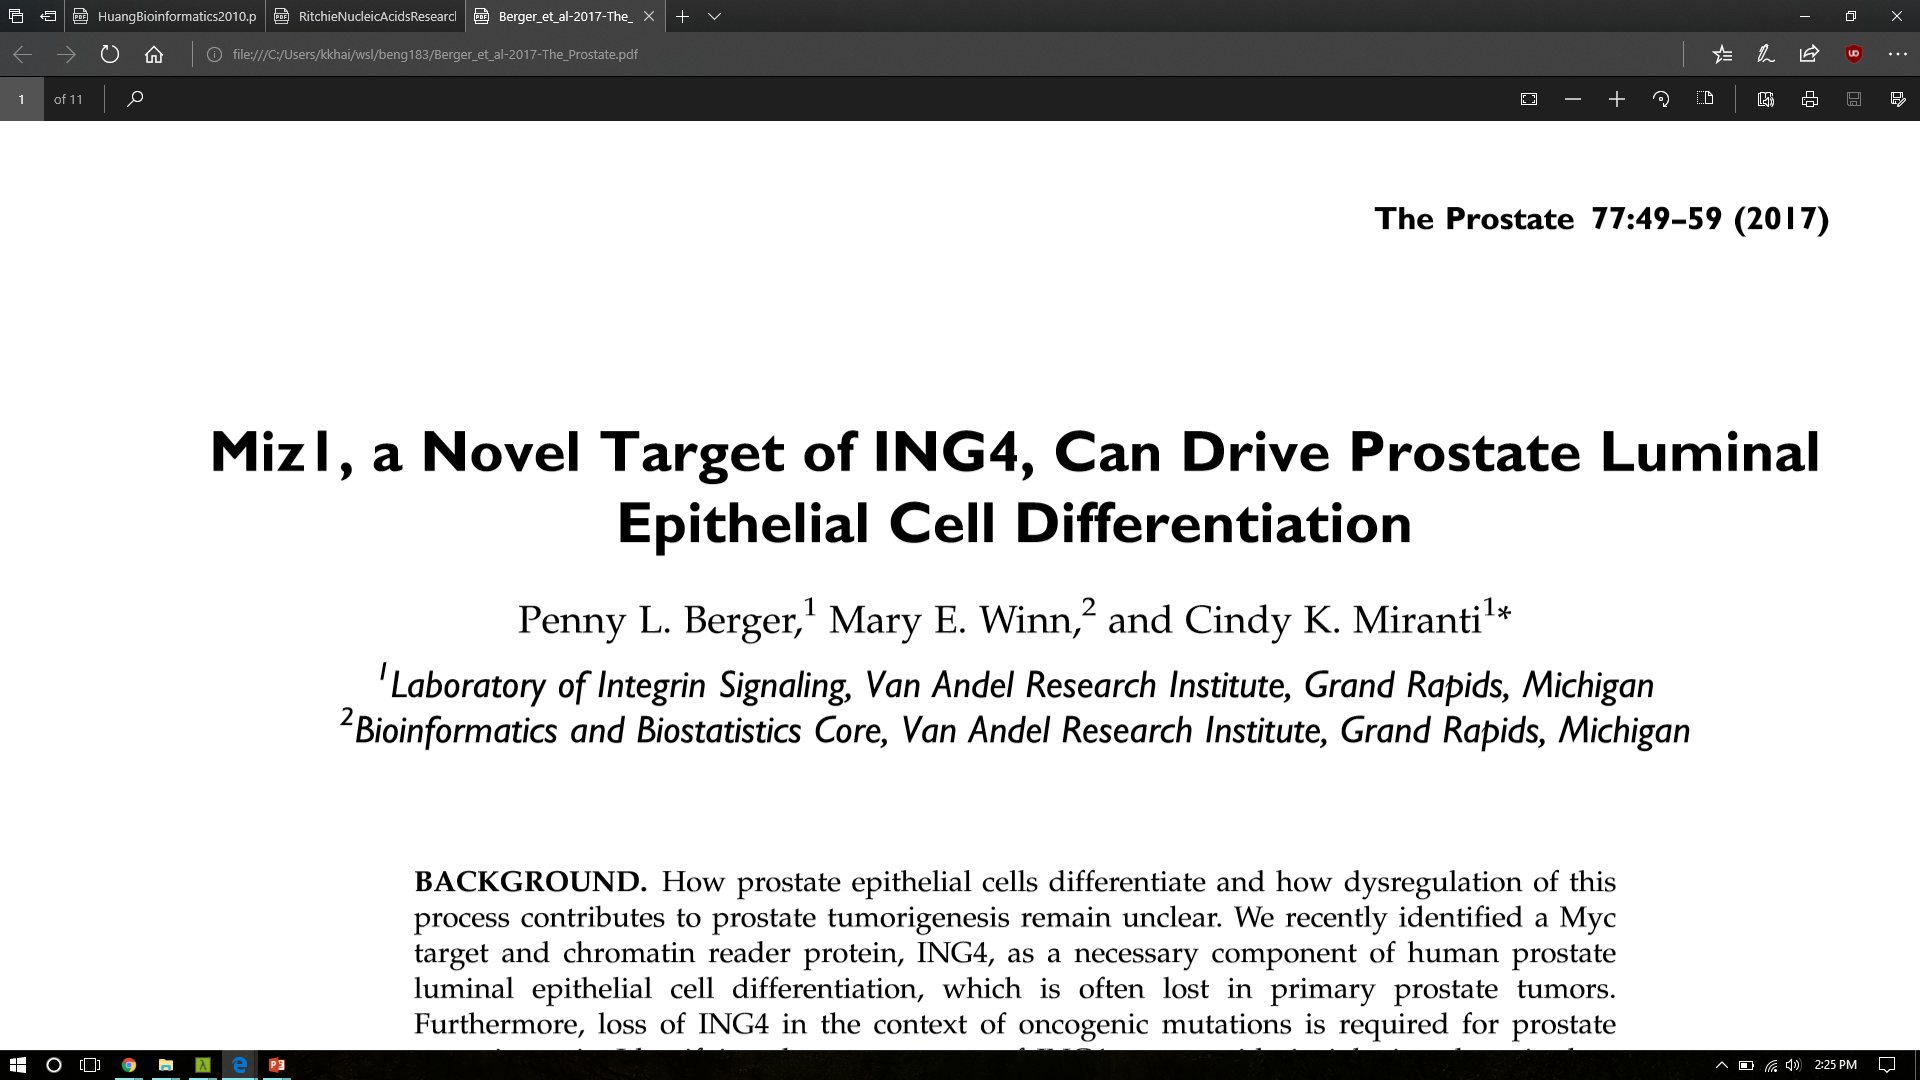 HuangBioinformatics2010.p
RitchieNucleicAcidsResearc
Berger_et_al-2017-The_
file:///C:/Users/kkhai/wsl/beng183/Berger_et_al-2017-The_Prostate.pdf
1 of 11
The Prostate 77:49–59 (2017)
Miz1, a Novel Target of ING4, Can Drive Prostate Luminal
Epithelial Cell Differentiation
Penny L. Berger,1 Mary E. Winn,2 and Cindy K. Miranti1*
1Laboratory of Integrin Signaling, Van Andel Research Institute, Grand Rapids, Michigan
2Bioinformatics and Biostatistics Core, Van Andel Research Institute, Grand Rapids, Michigan
BACKGROUND. How prostate epithelial cells differentiate and how dysregulation of this
process contributes to prostate tumorigenesis remain unclear. We recently identified a Myc
target and chromatin reader protein, ING4, as a necessary component of human prostate
luminal epithelial cell differentiation, which is often lost in primary prostate tumors.
Furthermore, loss of ING4 in the context of oncogenic mutations is required for prostate
2:25 PM